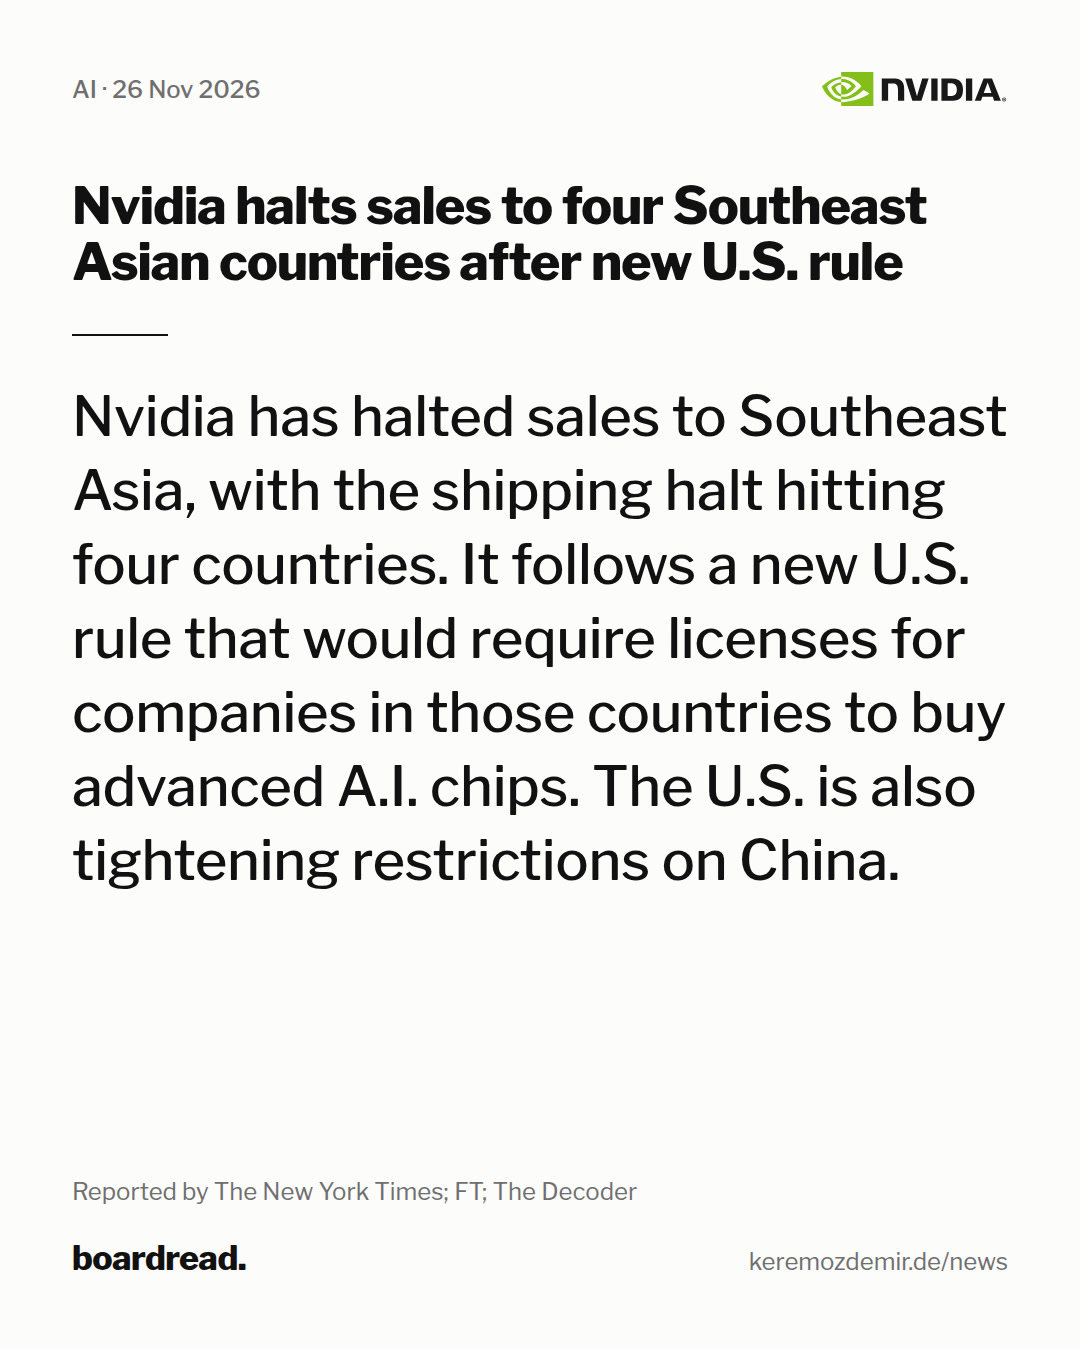 AI · 26 Nov 2026
NVIDIA
Nvidia halts sales to four Southeast
Asian countries after new U.S. rule
Nvidia has halted sales to Southeast
Asia, with the shipping halt hitting
four countries. It follows a new U.S.
rule that would require licenses for
companies in those countries to buy
advanced A.I. chips. The U.S. is also
tightening restrictions on China.
Reported by The New York Times; FT; The Decoder
boardread.
keremozdemir.de/news